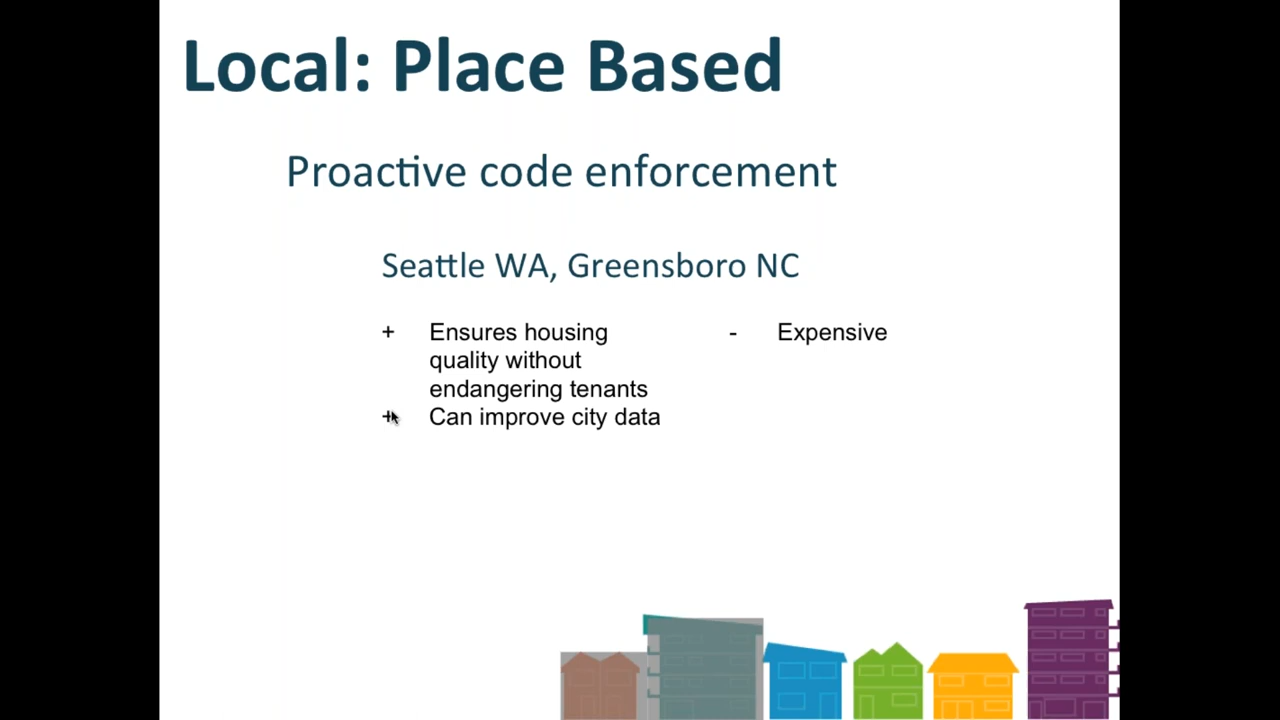 Local: Place Based
Proactive code enforcement
Seattle WA, Greensboro NC
+ Ensures housing
quality without
endangering tenants
+ Can improve city data
- Expensive